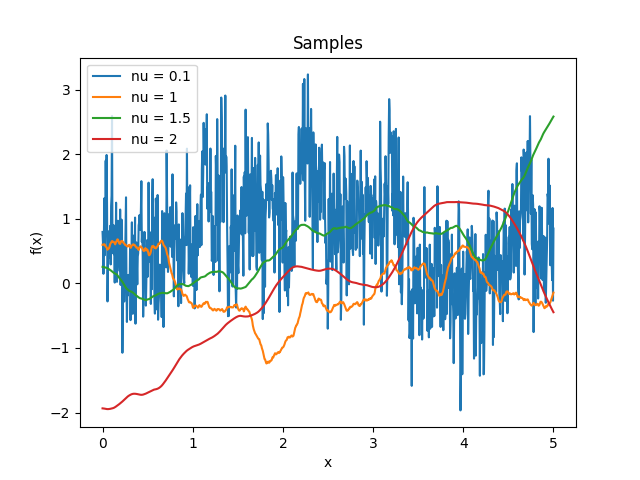 Samples
nu = 0.1
nu = 1
nu = 1.5
nu = 2
f(x)
3
2
1
0
−1
−2
0 1 2 3 4 5
x